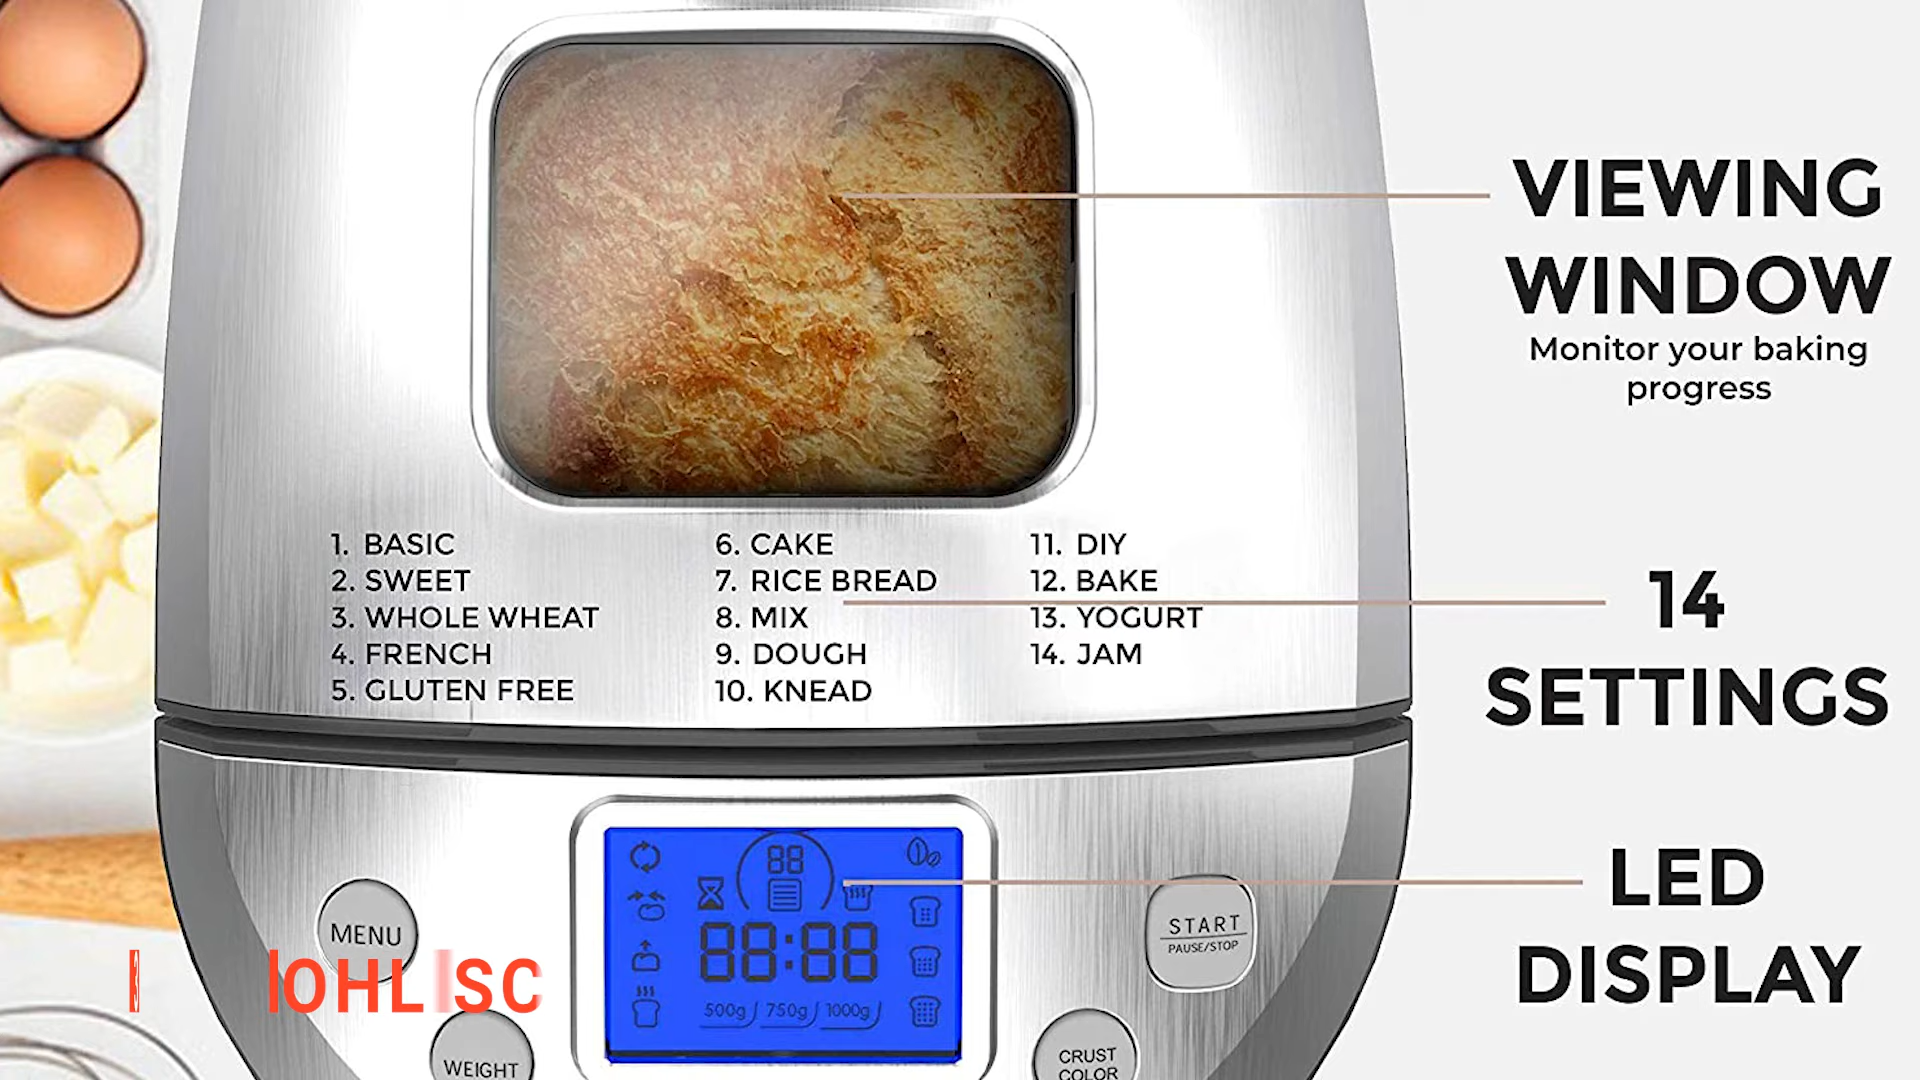 VIEWING
WINDOW
Monitor your baking
progress
1. BASIC
2. SWEET
3. WHOLE WHEAT
4. FRENCH
5. GLUTEN FREE
6. CAKE
7. RICE BREAD
8. MIX
9. DOUGH
10. KNEAD
11. DIY
12. BAKE
13. YOGURT
14. JAM
14
SETTINGS
LED
DISPLAY
88
88:88
500g 750g 1000g
MENU
WEIGHT
START
PAUSE/STOP
CRUST
COLOR